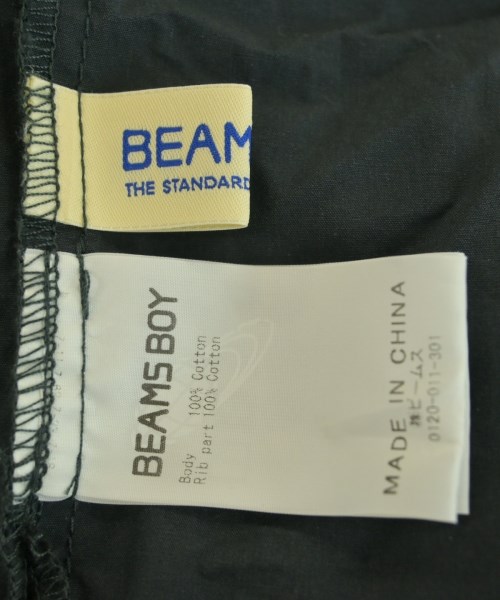 BEAM
THE STANDARD
BEAMS BOY
Body 100% Cotton
Rib part 100% Cotton
MADE IN CHINA
㈱ビームス
0120-011-301